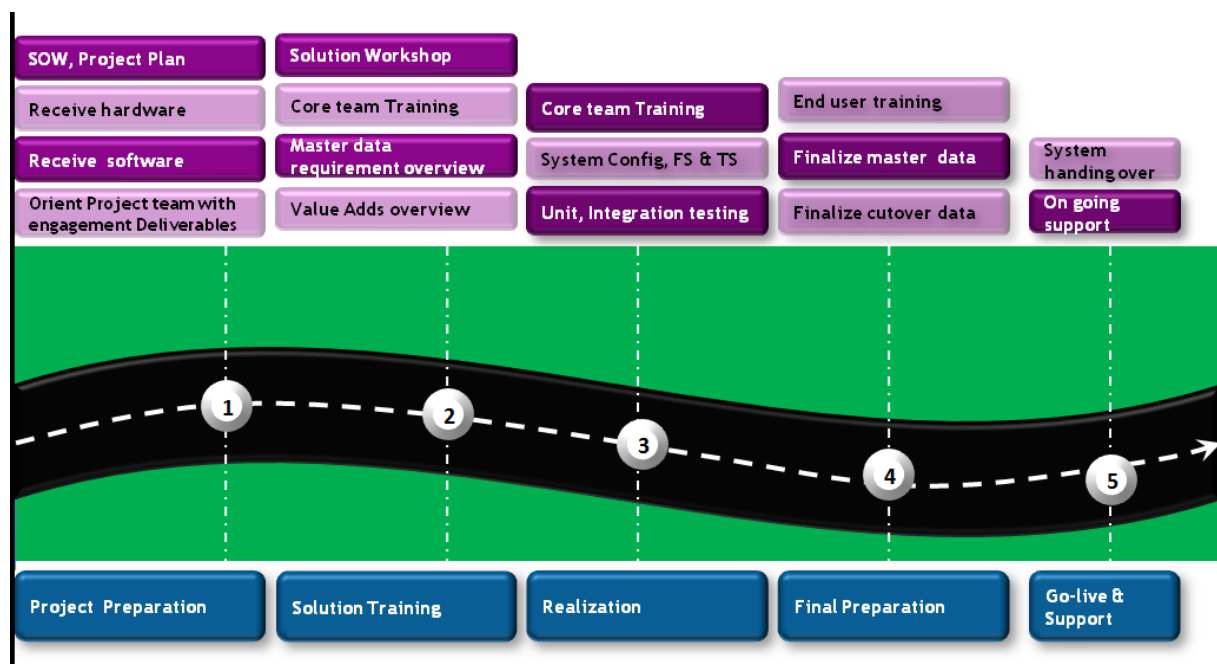 SOW, Project Plan
Receive hardware
Receive software
Orient Project team with
engagement Deliverables
Solution Workshop
Core team Training
Master data
requirement overview
Value Adds overview
Core team Training
System Config, FS & TS
Unit, Integration testing
End user training
Finalize master data
Finalize cutover data
System
handing over
On going
support
1
2
3
4
5
Project Preparation
Solution Training
Realization
Final Preparation
Go-live &
Support